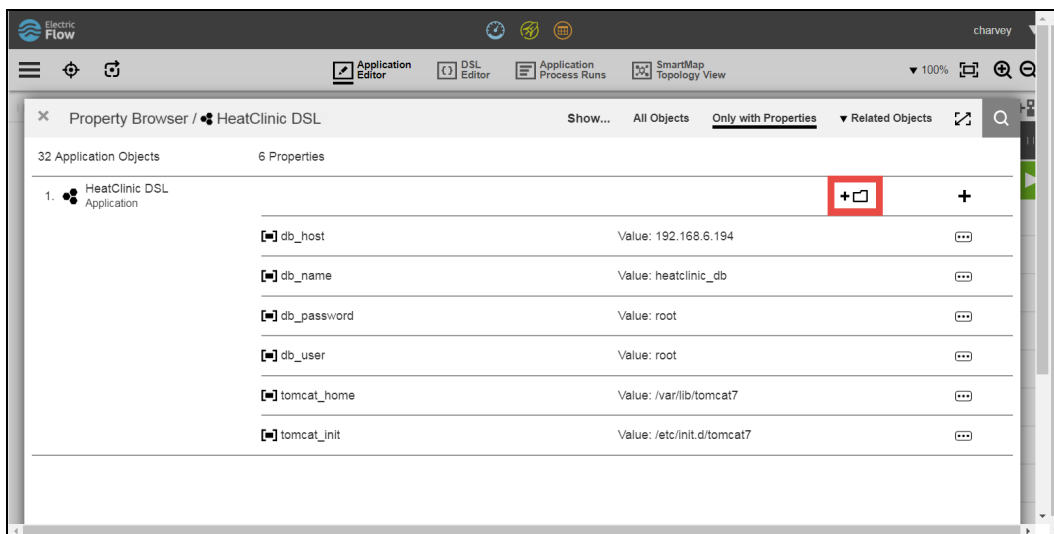 Electric
Flow
charvey
Application
Editor
DSL
Editor
Application
Process Runs
SmartMap
Topology View
▼ 100%
Property Browser / HeatClinic DSL
Show... All Objects Only with Properties ▼ Related Objects
32 Application Objects 6 Properties
1. HeatClinic DSL
Application
db_host Value: 192.168.6.194
db_name Value: heatclinic_db
db_password Value: root
db_user Value: root
tomcat_home Value: /var/lib/tomcat7
tomcat_init Value: /etc/init.d/tomcat7